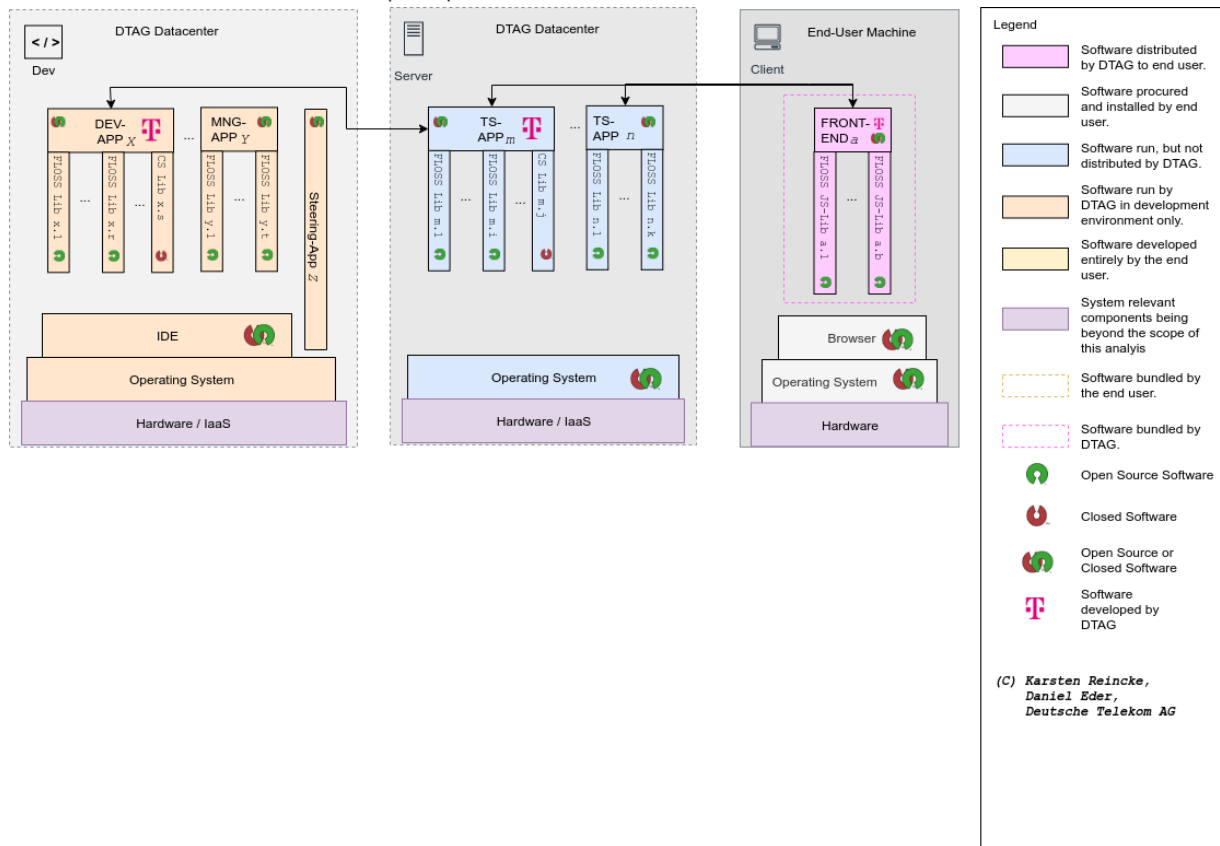 DTAG Datacenter
</>
Dev
DEV-
APP X
...
MNG-
APP Y
FLOSS Lib x.1
...
FLOSS Lib x.r
...
CS Lib x.s
FLOSS Lib y.1
...
FLOSS Lib y.t
Steering-App Z
IDE
Operating System
Hardware / IaaS
DTAG Datacenter
Server
TS-
APP m
...
TS-
APP n
FLOSS Lib m.1
...
FLOSS Lib m.i
...
CS Lib m.j
FLOSS Lib n.1
...
FLOSS Lib n.k
Operating System
Hardware / IaaS
End-User Machine
Client
FRONT-
END a
FLOSS JS-Lib a.1
...
FLOSS JS-Lib a.b
Browser
Operating System
Hardware
Legend
Software distributed
by DTAG to end user.
Software procured
and installed by end
user.
Software run, but not
distributed by DTAG.
Software run by
DTAG in development
environment only.
Software developed
entirely by the end
user.
System relevant
components being
beyond the scope of
this analyis
Software bundled by
the end user.
Software bundled by
DTAG.
Open Source Software
Closed Software
Open Source or
Closed Software
Software
developed by
DTAG
(C) Karsten Reincke,
Daniel Eder,
Deutsche Telekom AG